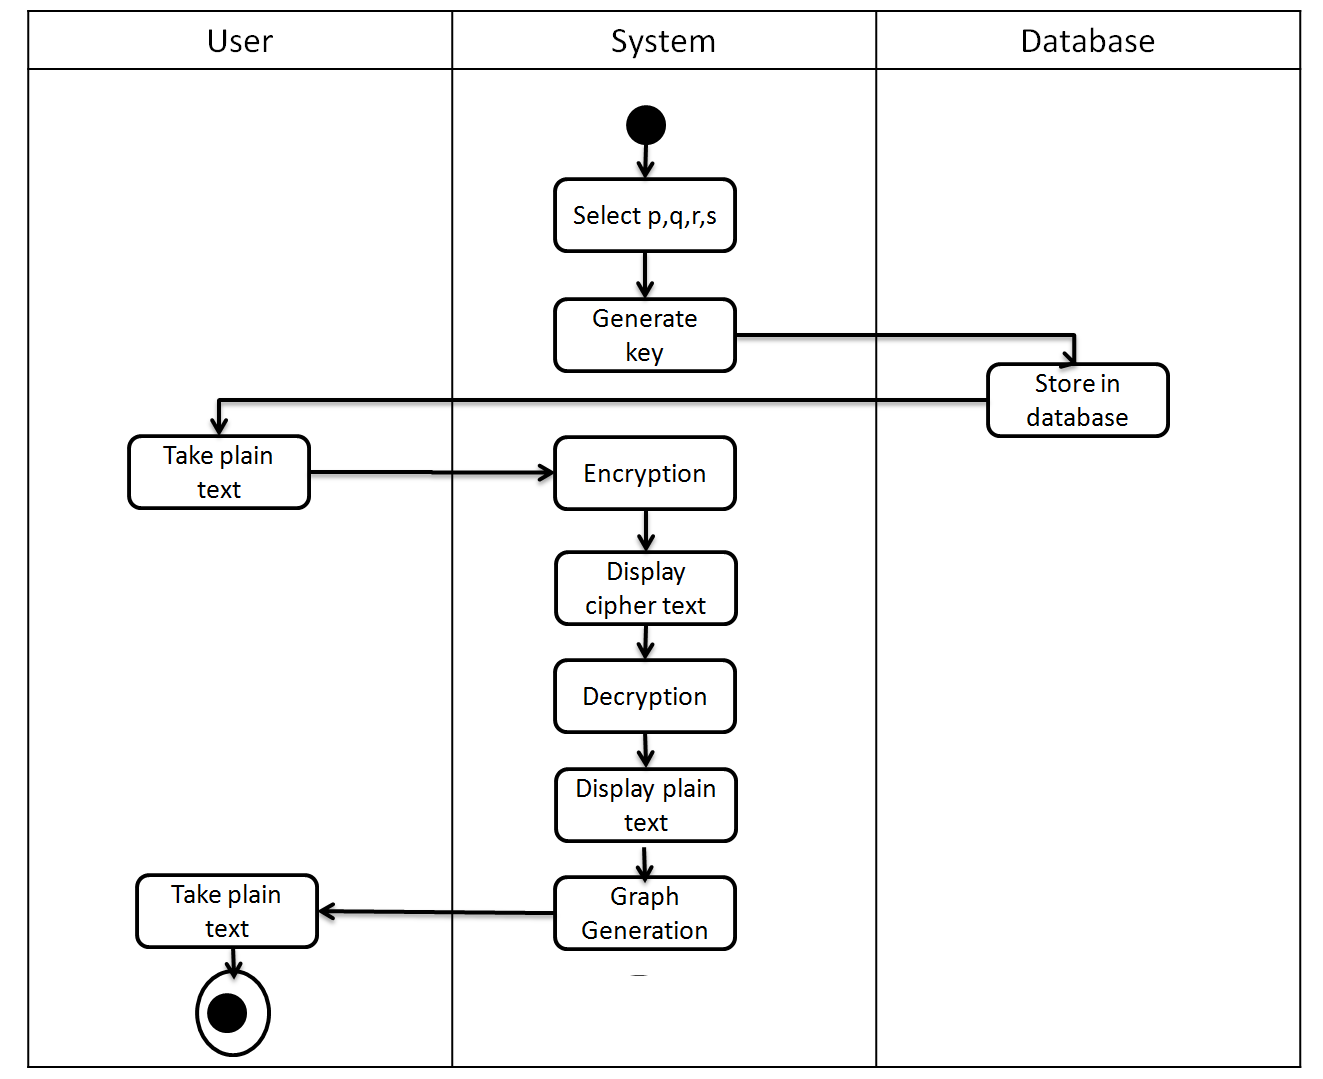 User
System
Database
Select p,q,r,s
Generate
key
Store in
database
Take plain
text
Encryption
Display
cipher text
Decryption
Display plain
text
Take plain
text
Graph
Generation